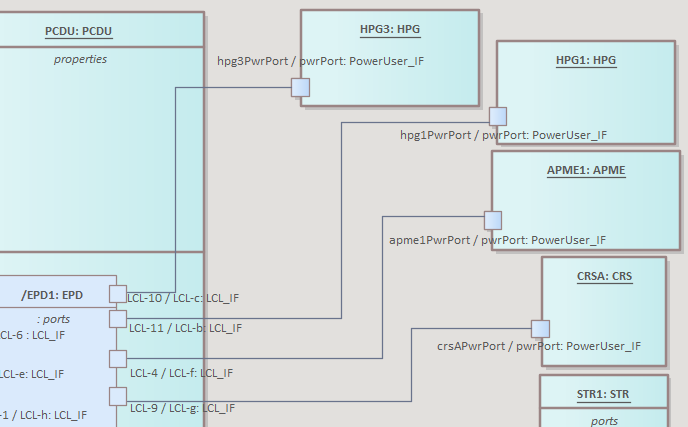 PCDU: PCDU
properties
HPG3: HPG
hpg3PwrPort / pwrPort: PowerUser_IF
HPG1: HPG
hpg1PwrPort / pwrPort: PowerUser_IF
APME1: APME
apme1PwrPort / pwrPort: PowerUser_IF
CRSA: CRS
crsAPwrPort / pwrPort: PowerUser_IF
STR1: STR
ports
/EPD1: EPD
: ports
LCL-10 / LCL-c: LCL_IF
LCL-11 / LCL-b: LCL_IF
CL-6 : LCL_IF
LCL-4 / LCL-f: LCL_IF
LCL-e: LCL_IF
LCL-9 / LCL-g: LCL_IF
-1 / LCL-h: LCL_IF